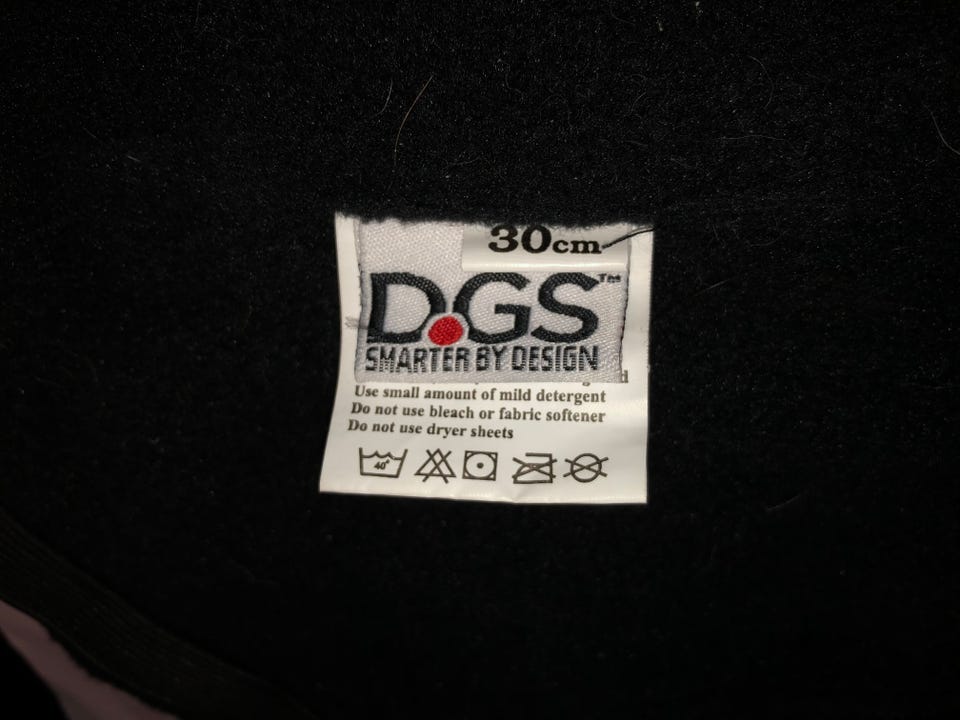 30cm
D.GS™
SMARTER BY DESIGN
Use small amount of mild detergent
Do not use bleach or fabric softener
Do not use dryer sheets
40°